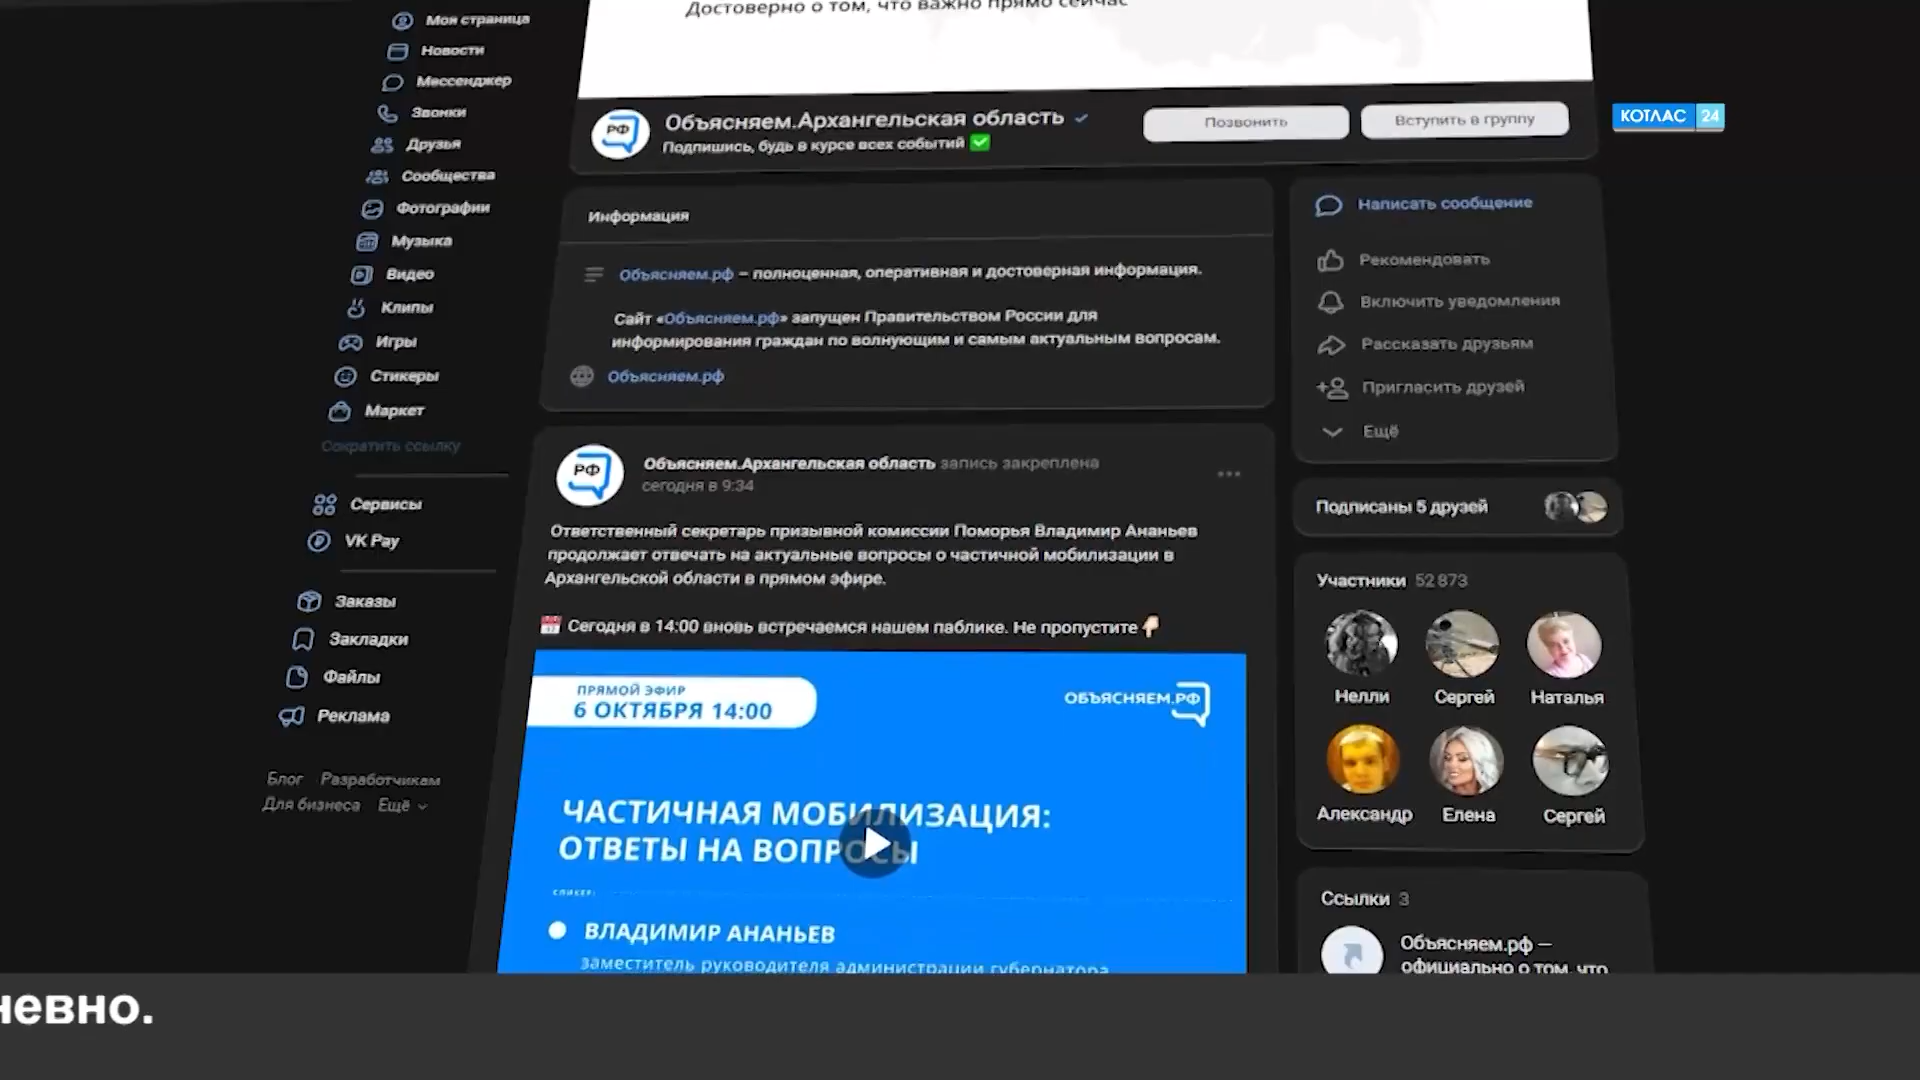 Достоверно о том, что важно прямо сейчас
Моя страница
Новости
Мессенджер
Звонки
Друзья
Сообщества
Фотографии
Музыка
Видео
Клипы
Игры
Стикеры
Маркет
Сократить ссылку
Сервисы
VK Pay
Заказы
Закладки
Файлы
Реклама
Блог Разработчикам
Для бизнеса Ещё
РФ
Объясняем.Архангельская область
Подпишись, будь в курсе всех событий ✅
Позвонить
Вступить в группу
КОТЛАС 24
Информация
Объясняем.рф – полноценная, оперативная и достоверная информация.
Сайт «Объясняем.рф» запущен Правительством России для
информирования граждан по волнующим и самым актуальным вопросам.
Объясняем.рф
РФ
Объясняем.Архангельская область запись закреплена
сегодня в 9:34
Ответственный секретарь призывной комиссии Поморья Владимир Ананьев
продолжает отвечать на актуальные вопросы о частичной мобилизации в
Архангельской области в прямом эфире.
📅 Сегодня в 14:00 вновь встречаемся нашем паблике. Не пропустите👇🏻
ПРЯМОЙ ЭФИР
6 ОКТЯБРЯ 14:00
ОБЪЯСНЯЕМ.РФ
ЧАСТИЧНАЯ МОБИЛИЗАЦИЯ:
ОТВЕТЫ НА ВОПРОСЫ
СПИКЕР:
ВЛАДИМИР АНАНЬЕВ
заместитель руководителя администрации губернатора
Написать сообщение
Рекомендовать
Включить уведомления
Рассказать друзьям
Пригласить друзей
Ещё
Подписаны 5 друзей
Участники 52 873
Нелли
Сергей
Наталья
Александр
Елена
Сергей
Ссылки 3
Объясняем.рф —
официально о том, что
невно.